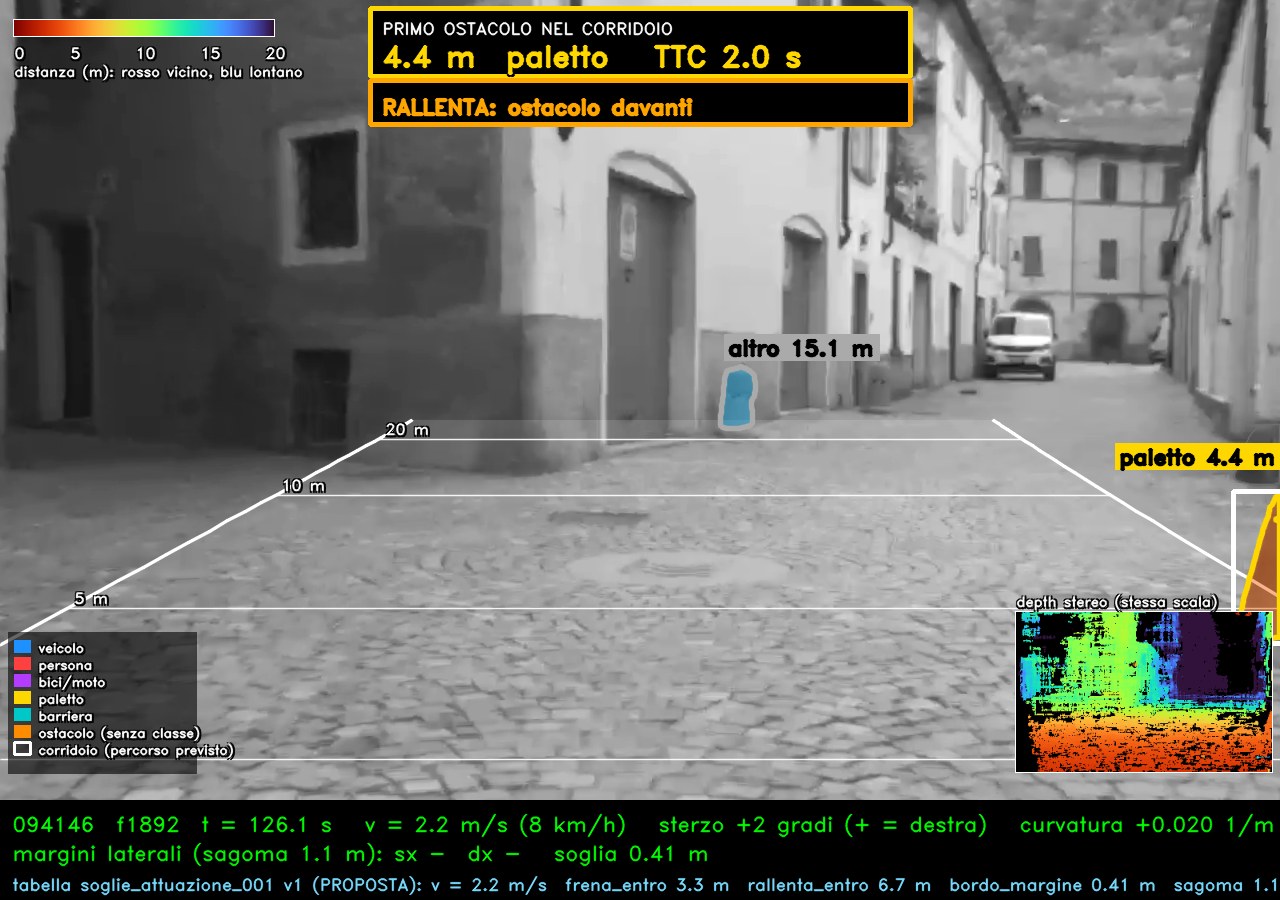 0 5 10 15 20
distanza (m): rosso vicino, blu lontano
PRIMO OSTACOLO NEL CORRIDOIO
4.4 m paletto TTC 2.0 s
RALLENTA: ostacolo davanti
altro 15.1 m
20 m
paletto 4.4 m
10 m
5 m
depth stereo (stessa scala)
veicolo
persona
bici/moto
paletto
barriera
ostacolo (senza classe)
corridoio (percorso previsto)
094146 f1892 t = 126.1 s v = 2.2 m/s (8 km/h) sterzo +2 gradi (+ = destra) curvatura +0.020 1/m
margini laterali (sagoma 1.1 m): sx - dx - soglia 0.41 m
tabella soglie_attuazione_001 v1 (PROPOSTA): v = 2.2 m/s frena_entro 3.3 m rallenta_entro 6.7 m bordo_margine 0.41 m sagoma 1.1